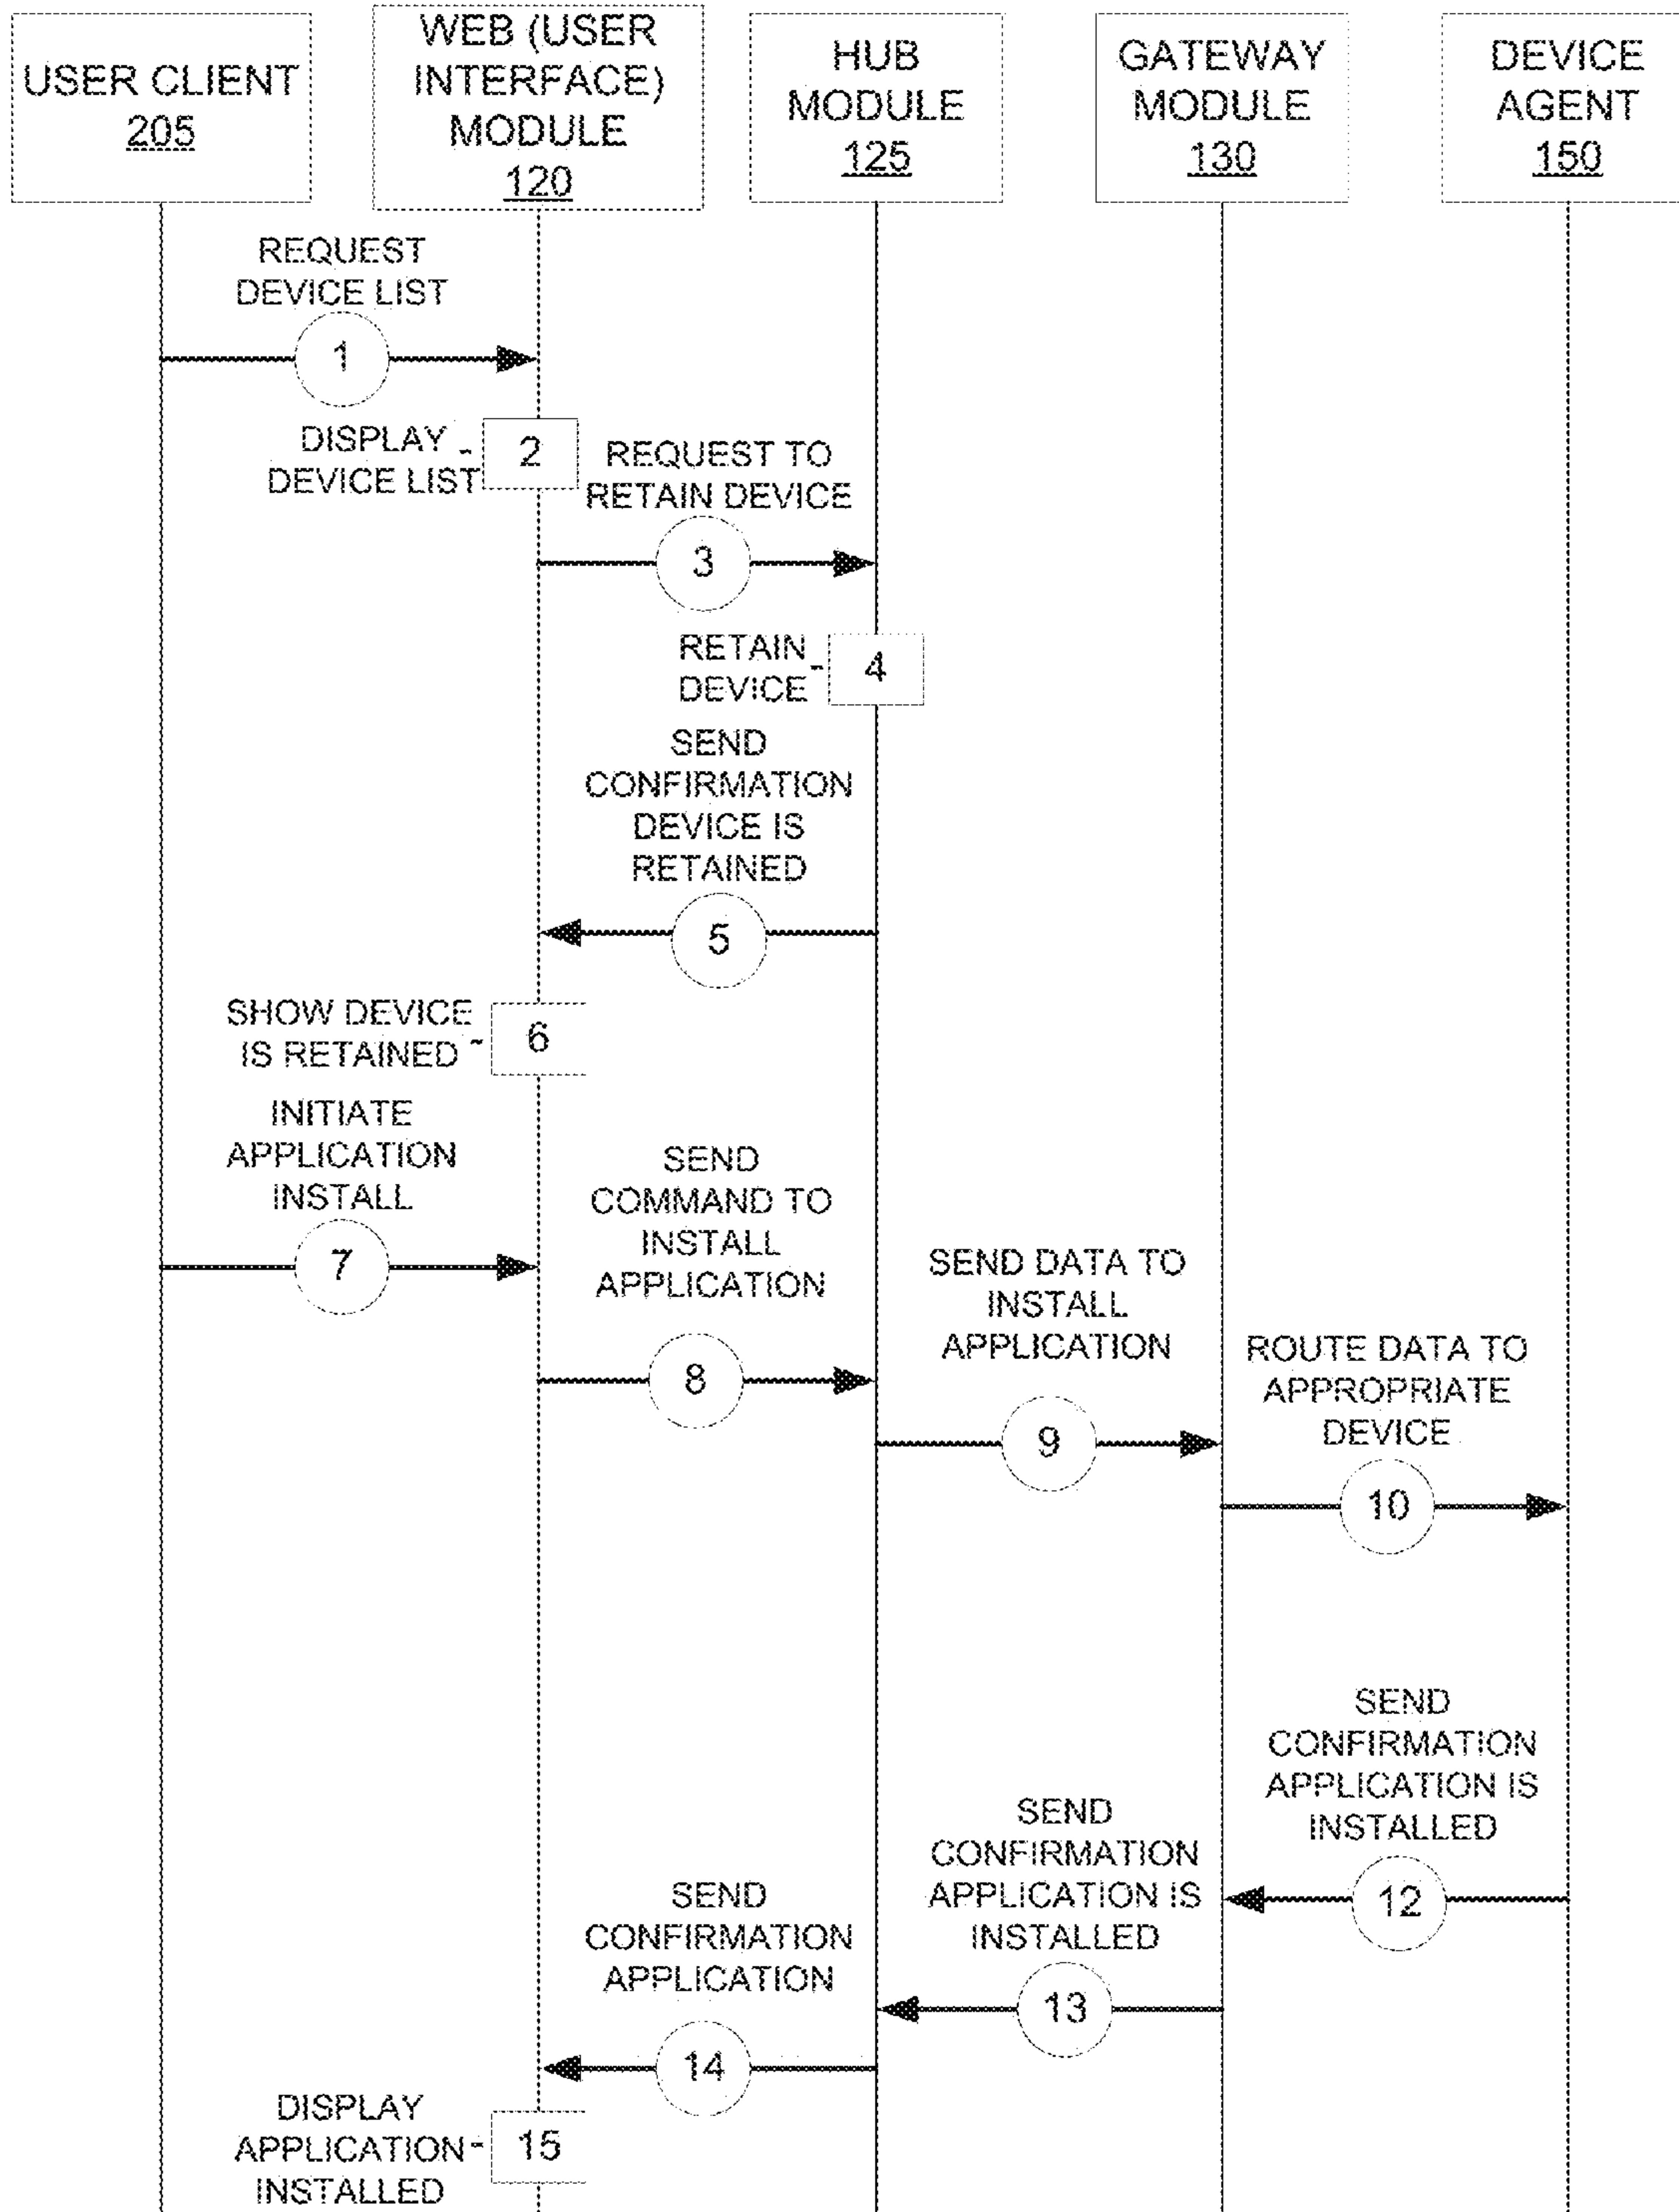 USER CLIENT
205
WEB (USER
INTERFACE)
MODULE
120
HUB
MODULE
125
GATEWAY
MODULE
130
DEVICE
AGENT
150
REQUEST
DEVICE LIST
1
DISPLAY
DEVICE LIST
2
REQUEST TO
RETAIN DEVICE
3
RETAIN
DEVICE
4
SEND
CONFIRMATION
DEVICE IS
RETAINED
5
SHOW DEVICE
IS RETAINED
6
INITIATE
APPLICATION
INSTALL
7
SEND
COMMAND TO
INSTALL
APPLICATION
8
SEND DATA TO
INSTALL
APPLICATION
9
ROUTE DATA TO
APPROPRIATE
DEVICE
10
SEND
CONFIRMATION
APPLICATION IS
INSTALLED
12
SEND
CONFIRMATION
APPLICATION IS
INSTALLED
13
SEND
CONFIRMATION
APPLICATION
14
DISPLAY
APPLICATION
INSTALLED
15